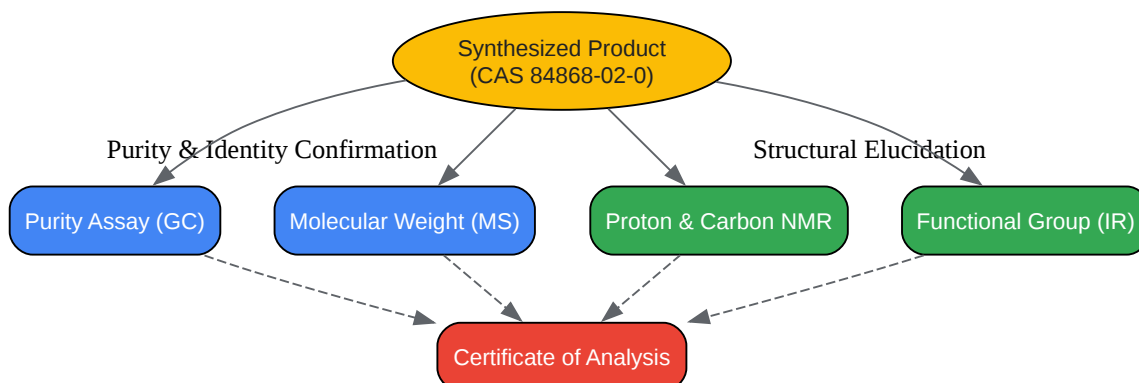 Synthesized Product
(CAS 84868-02-0)
Purity & Identity Confirmation
Structural Elucidation
Purity Assay (GC)
Molecular Weight (MS)
Proton & Carbon NMR
Functional Group (IR)
Certificate of Analysis